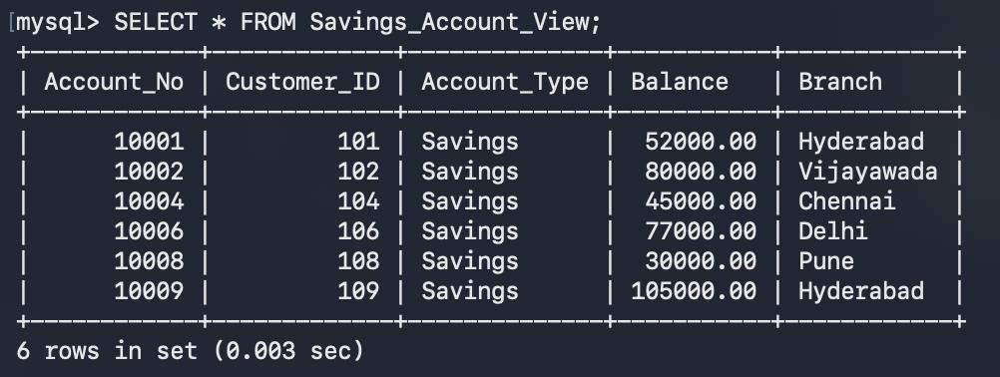 [mysql> SELECT * FROM Savings_Account_View;
+------------+-------------+--------------+-----------+------------+
| Account_No | Customer_ID | Account_Type | Balance   | Branch     |
+------------+-------------+--------------+-----------+------------+
|      10001 |         101 | Savings      |  52000.00 | Hyderabad  |
|      10002 |         102 | Savings      |  80000.00 | Vijayawada |
|      10004 |         104 | Savings      |  45000.00 | Chennai    |
|      10006 |         106 | Savings      |  77000.00 | Delhi      |
|      10008 |         108 | Savings      |  30000.00 | Pune       |
|      10009 |         109 | Savings      | 105000.00 | Hyderabad  |
+------------+-------------+--------------+-----------+------------+
6 rows in set (0.003 sec)